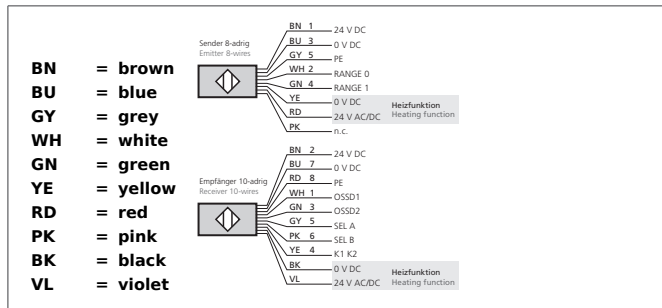 BN = brown
BU = blue
GY = grey
WH = white
GN = green
YE = yellow
RD = red
PK = pink
BK = black
VL = violet
Sender 8-adrig
Emitter 8-wires
BN 1 24 V DC
BU 3 0 V DC
GY 5 PE
WH 2 RANGE 0
GN 4 RANGE 1
YE 0 V DC
RD 24 V AC/DC
PK n.c.
Heizfunktion
Heating function
Empfänger 10-adrig
Receiver 10-wires
BN 2 24 V DC
BU 7 0 V DC
RD 8 PE
WH 1 OSSD1
GN 3 OSSD2
GY 5 SEL A
PK 6 SEL B
YE 4 K1 K2
BK 0 V DC
VL 24 V AC/DC
Heizfunktion
Heating function